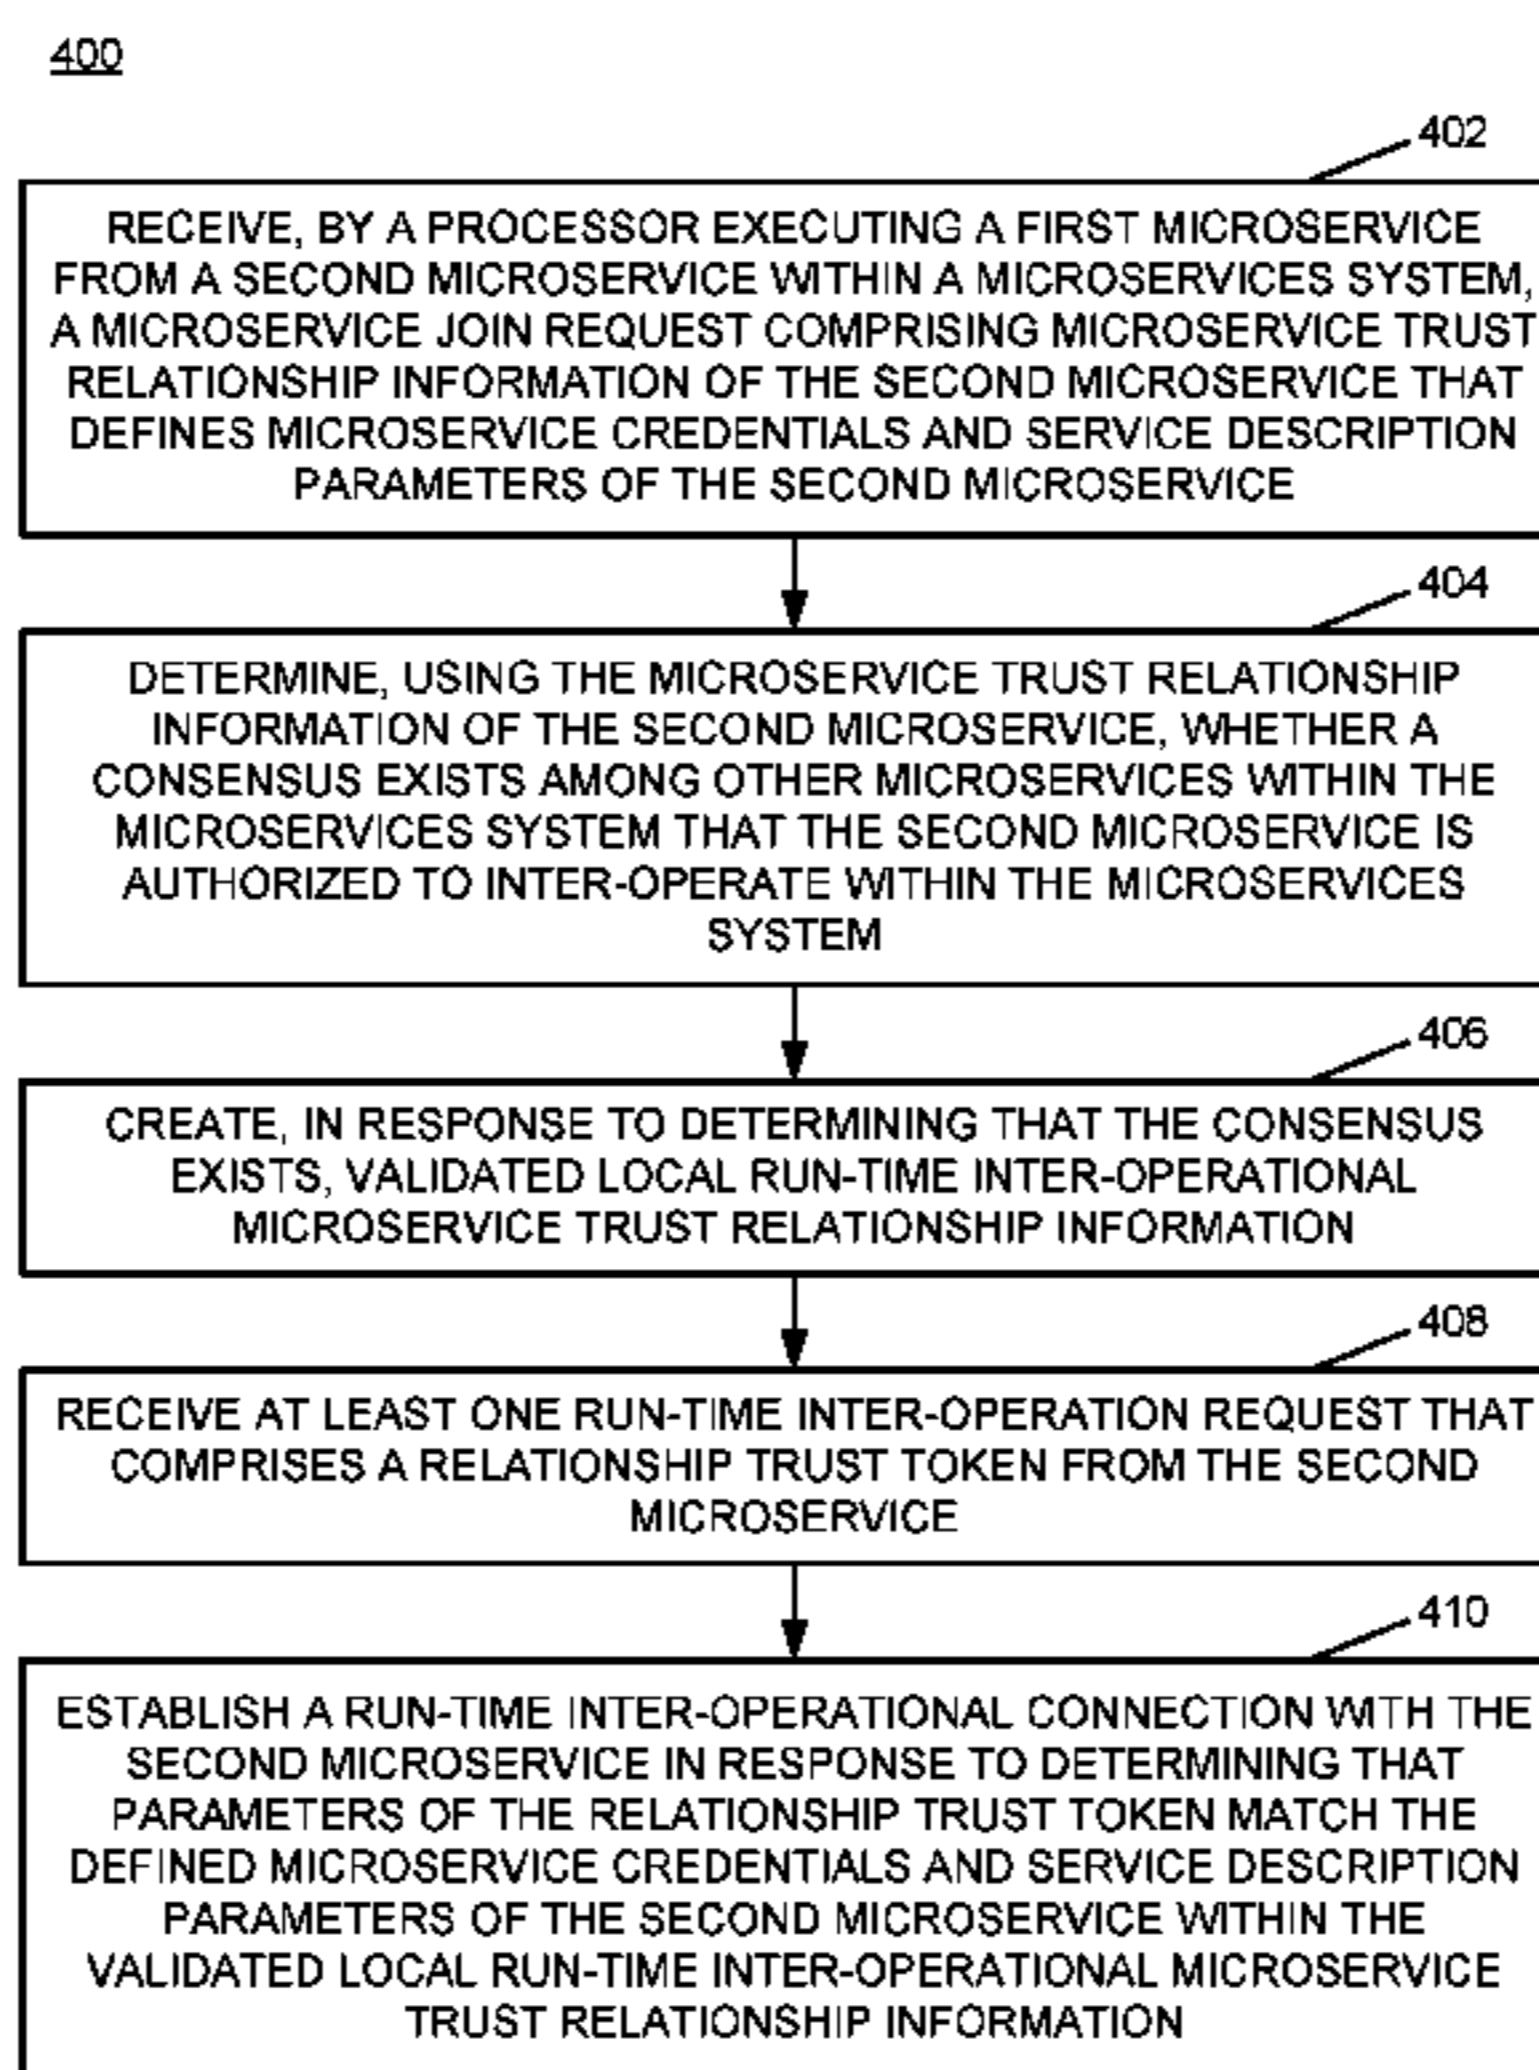 400
402
RECEIVE, BY A PROCESSOR EXECUTING A FIRST MICROSERVICE
FROM A SECOND MICROSERVICE WITHIN A MICROSERVICES SYSTEM,
A MICROSERVICE JOIN REQUEST COMPRISING MICROSERVICE TRUST
RELATIONSHIP INFORMATION OF THE SECOND MICROSERVICE THAT
DEFINES MICROSERVICE CREDENTIALS AND SERVICE DESCRIPTION
PARAMETERS OF THE SECOND MICROSERVICE
404
DETERMINE, USING THE MICROSERVICE TRUST RELATIONSHIP
INFORMATION OF THE SECOND MICROSERVICE, WHETHER A
CONSENSUS EXISTS AMONG OTHER MICROSERVICES WITHIN THE
MICROSERVICES SYSTEM THAT THE SECOND MICROSERVICE IS
AUTHORIZED TO INTER-OPERATE WITHIN THE MICROSERVICES
SYSTEM
406
CREATE, IN RESPONSE TO DETERMINING THAT THE CONSENSUS
EXISTS, VALIDATED LOCAL RUN-TIME INTER-OPERATIONAL
MICROSERVICE TRUST RELATIONSHIP INFORMATION
408
RECEIVE AT LEAST ONE RUN-TIME INTER-OPERATION REQUEST THAT
COMPRISES A RELATIONSHIP TRUST TOKEN FROM THE SECOND
MICROSERVICE
410
ESTABLISH A RUN-TIME INTER-OPERATIONAL CONNECTION WITH THE
SECOND MICROSERVICE IN RESPONSE TO DETERMINING THAT
PARAMETERS OF THE RELATIONSHIP TRUST TOKEN MATCH THE
DEFINED MICROSERVICE CREDENTIALS AND SERVICE DESCRIPTION
PARAMETERS OF THE SECOND MICROSERVICE WITHIN THE
VALIDATED LOCAL RUN-TIME INTER-OPERATIONAL MICROSERVICE
TRUST RELATIONSHIP INFORMATION